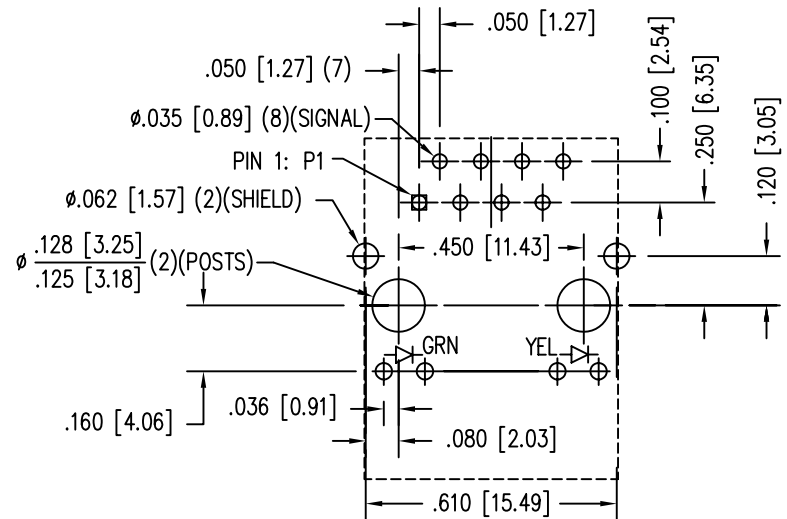 .050 [1.27]
.050 [1.27] (7)
ø.035 [0.89] (8)(SIGNAL)
PIN 1: P1
ø.062 [1.57] (2)(SHIELD)
ø .128 [3.25]
.125 [3.18] (2)(POSTS)
.100 [2.54]
.250 [6.35]
.120 [3.05]
.450 [11.43]
GRN
YEL
.160 [4.06]
.036 [0.91]
.080 [2.03]
.610 [15.49]